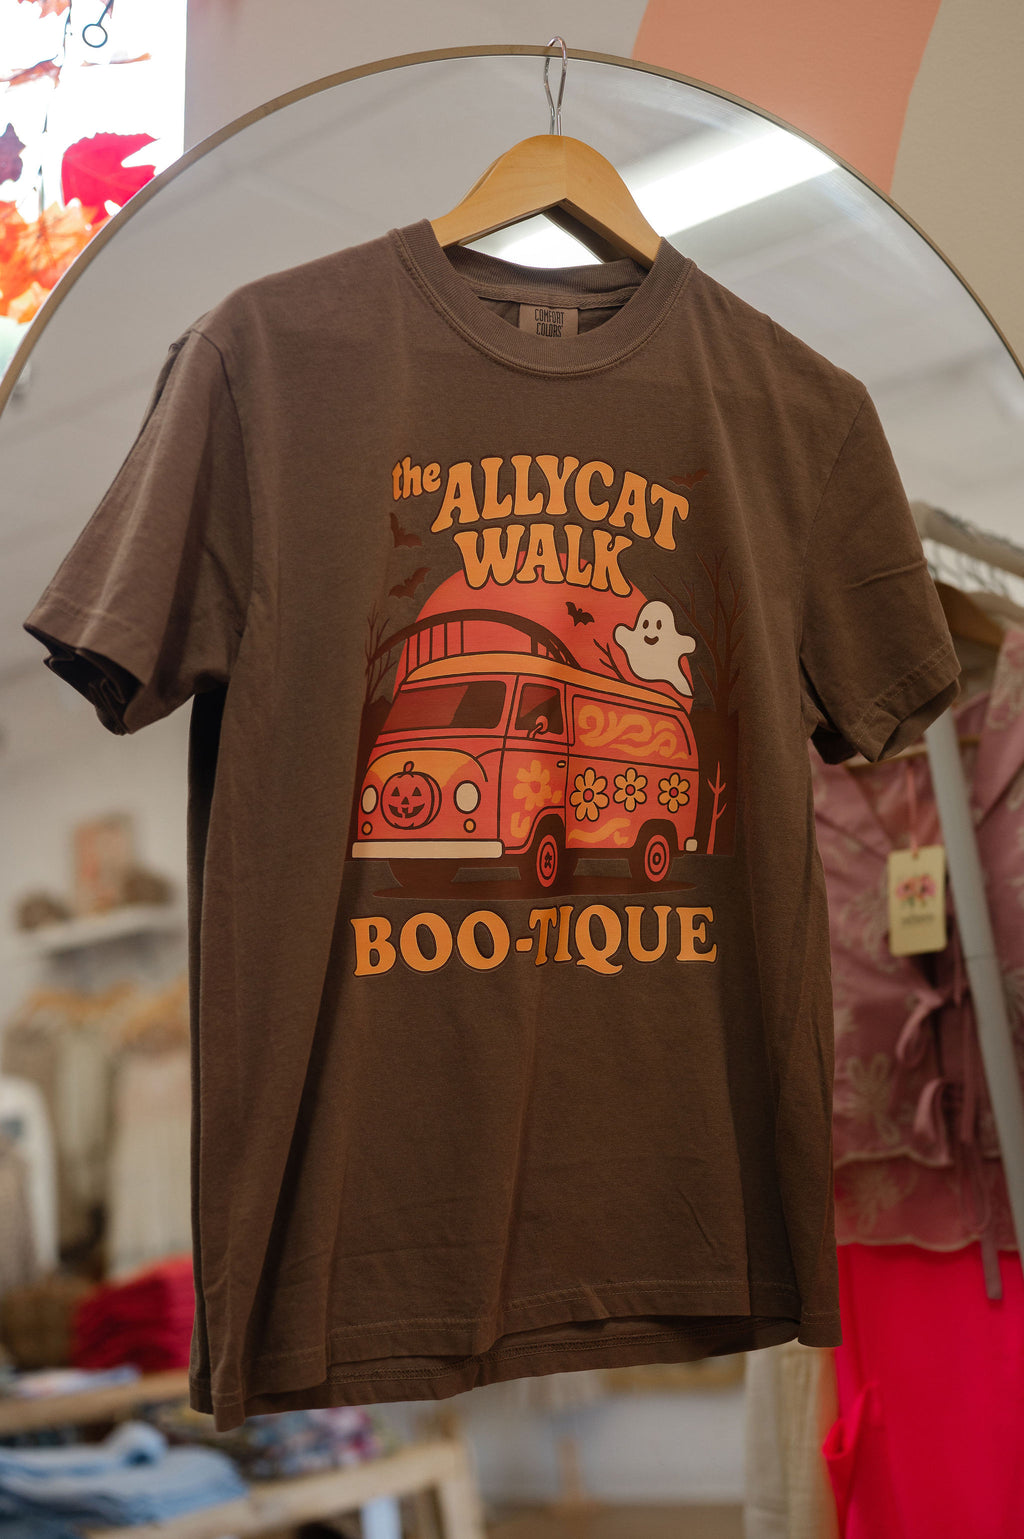 COMFORT
COLORS
the ALLYCAT
WALK
BOO-TIQUE